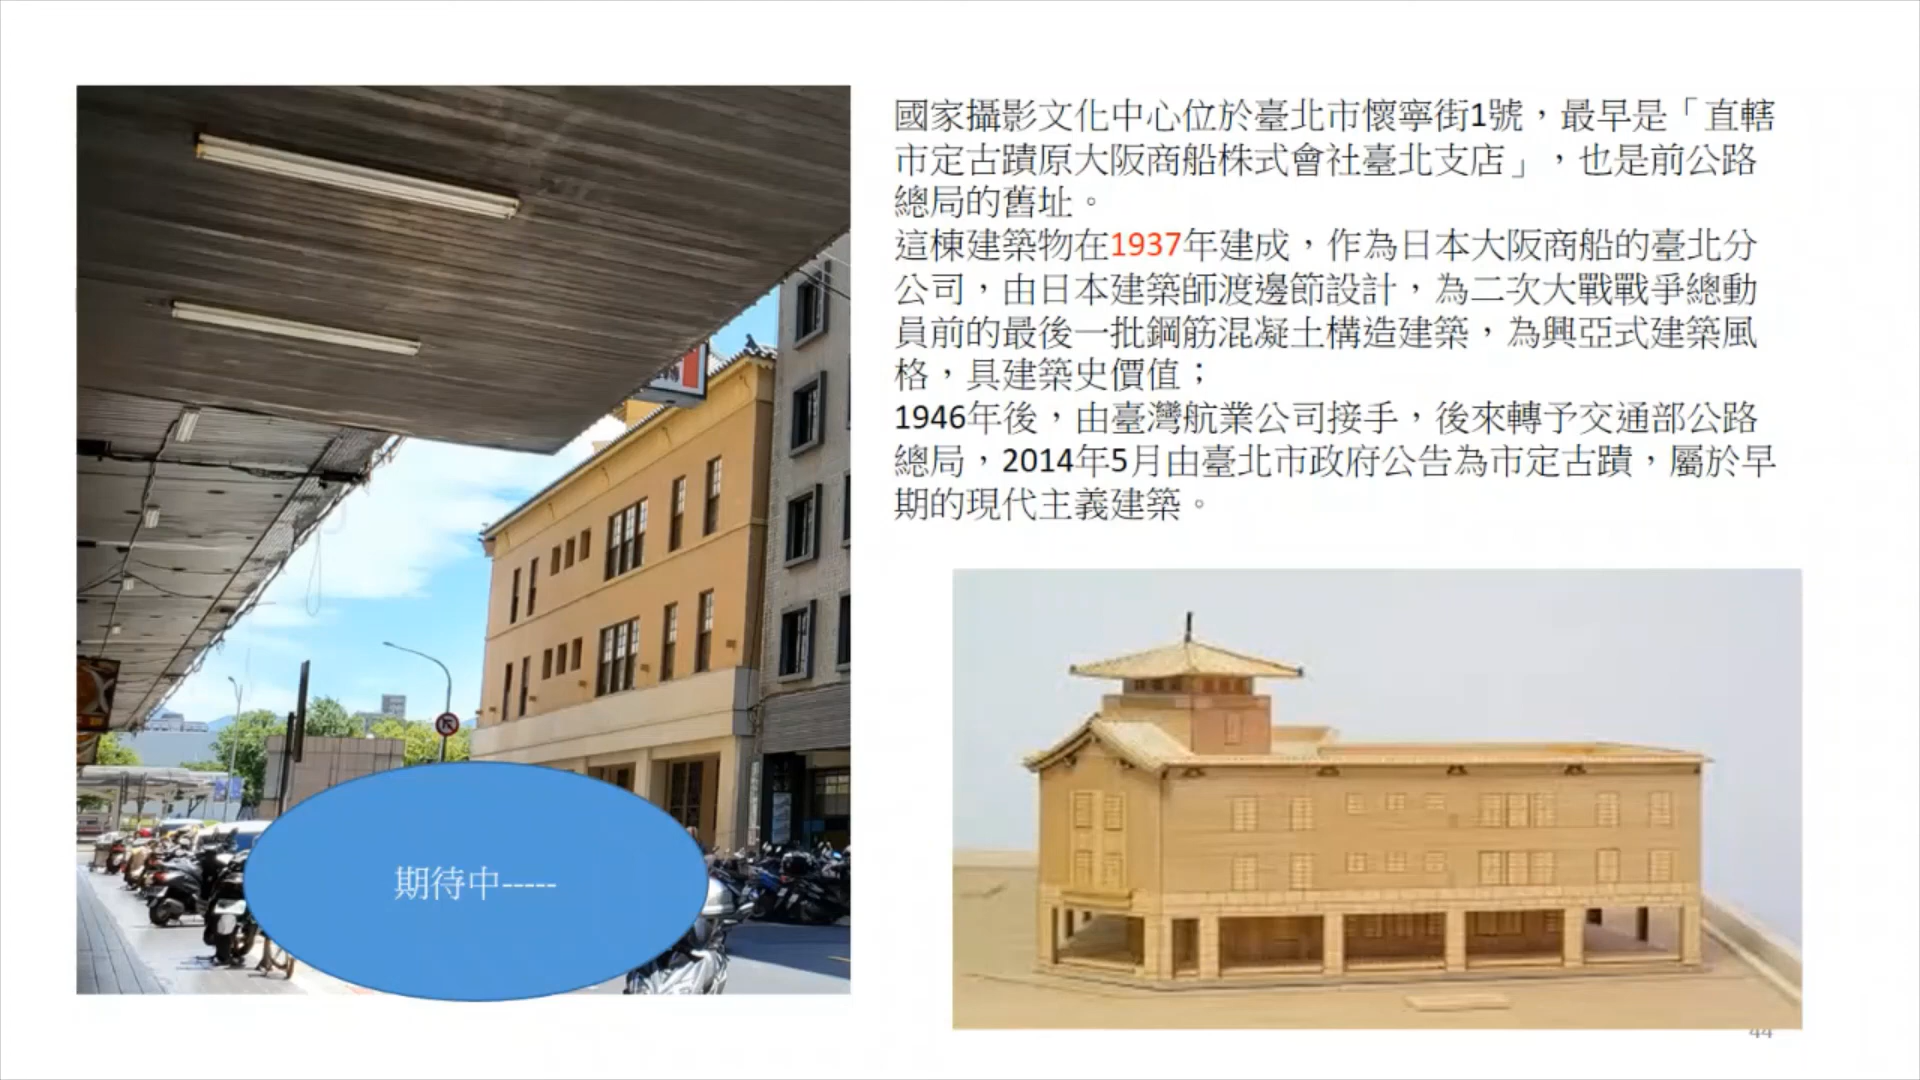 國家攝影文化中心位於臺北市懷寧街1號，最早是「直轄
市定古蹟原大阪商船株式會社臺北支店」，也是前公路
總局的舊址。
這棟建築物在1937年建成，作為日本大阪商船的臺北分
公司，由日本建築師渡邊節設計，為二次大戰戰爭總動
員前的最後一批鋼筋混凝土構造建築，為興亞式建築風
格，具建築史價值；
1946年後，由臺灣航業公司接手，後來轉予交通部公路
總局，2014年5月由臺北市政府公告為市定古蹟，屬於早
期的現代主義建築。
期待中-----
44